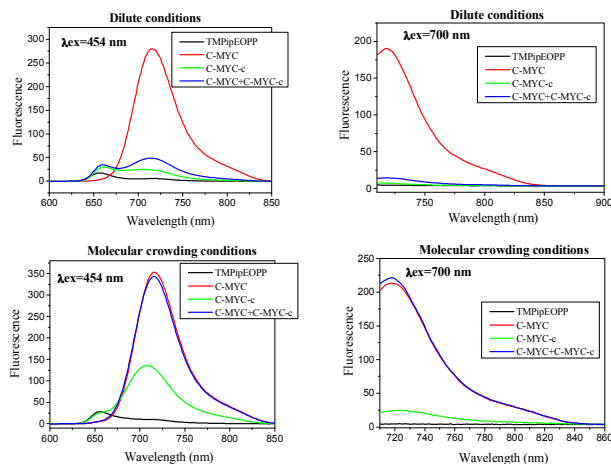 Dilute conditions
λex=454 nm
TMPipEOPP
C-MYC
C-MYC-c
C-MYC+C-MYC-c
Fluorescence
300
250
200
150
100
50
0
600 650 700 750 800 850
Wavelength (nm)
Dilute conditions
λex=700 nm
TMPipEOPP
C-MYC
C-MYC-c
C-MYC+C-MYC-c
Fluorescence
250
200
150
100
50
0
750 800 850 900
Wavelength (nm)
Molecular crowding conditions
λex=454 nm
TMPipEOPP
C-MYC
C-MYC-c
C-MYC+C-MYC-c
Fluorescence
350
300
250
200
150
100
50
0
600 650 700 750 800 850
Wavelength (nm)
Molecular crowding conditions
λex=700 nm
TMPipEOPP
C-MYC
C-MYC-c
C-MYC+C-MYC-c
Fluorescence
250
200
150
100
50
0
720 740 760 780 800 820 840 860
Wavelength (nm)